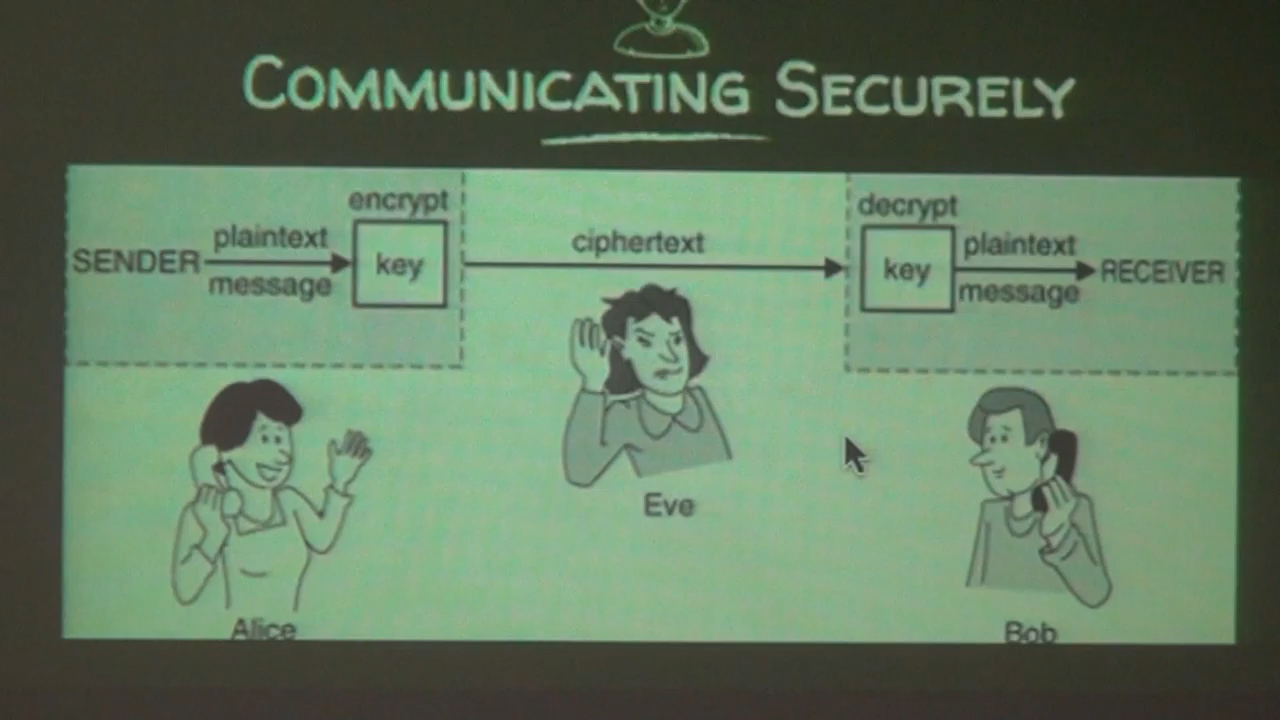 COMMUNICATING SECURELY
encrypt
decrypt
SENDER plaintext message
key
ciphertext
key
plaintext message
RECEIVER
Eve
Alice
Bob